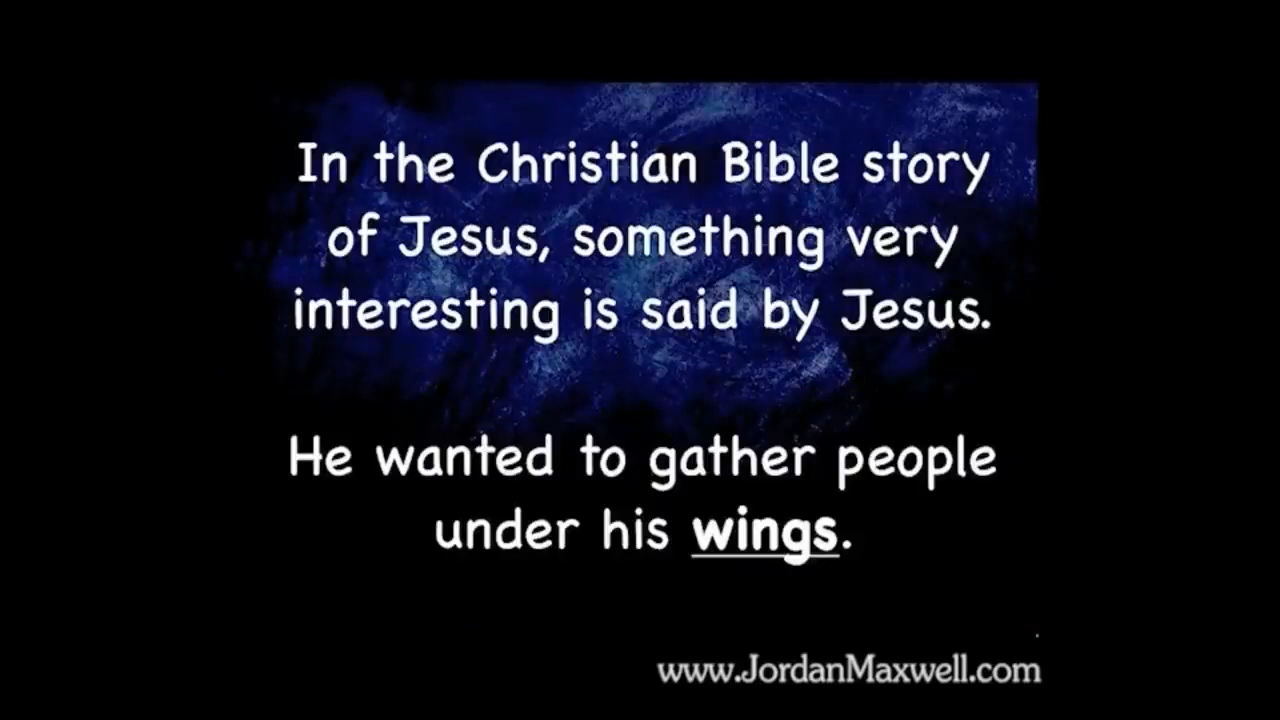 In the Christian Bible story
of Jesus, something very
interesting is said by Jesus.
He wanted to gather people
under his wings.
www.JordanMaxwell.com